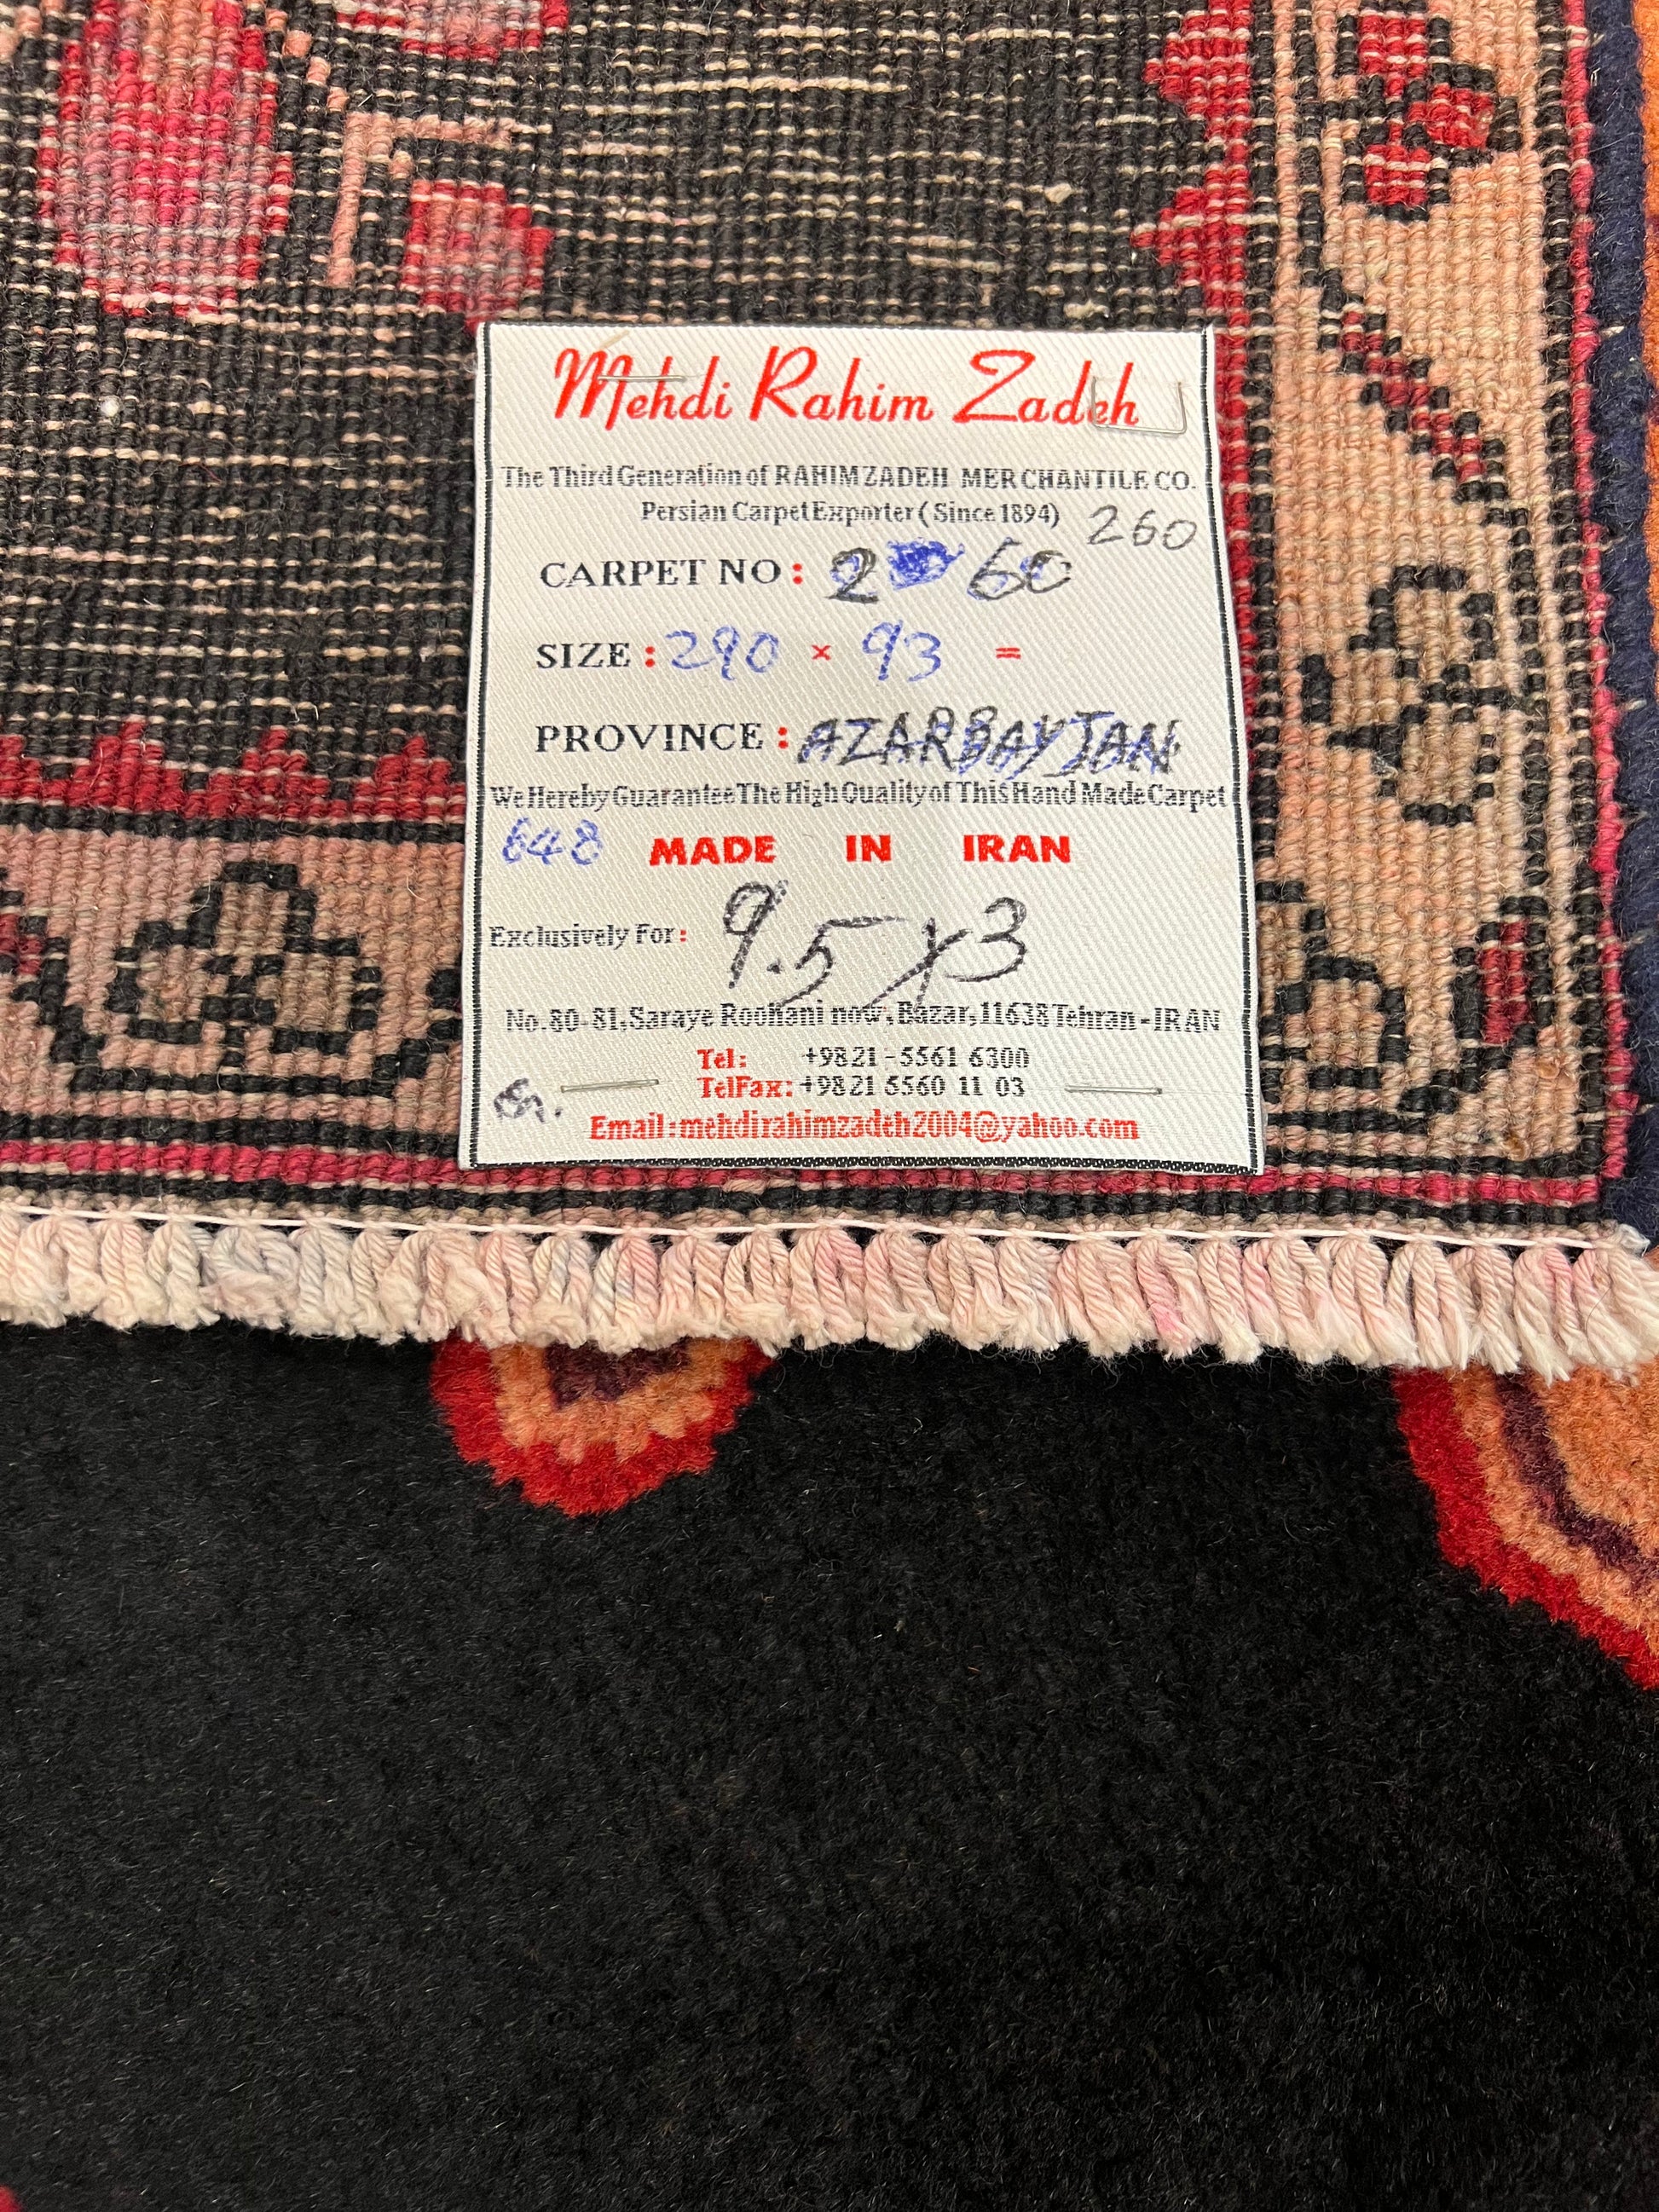 Mehdi Rahim Zadeh
The Third Generation of RAHIMZADEH MERCHANTILE CO.
Persian Carpet Exporter (Since 1894) 260
CARPET NO: 2 60
SIZE: 290 × 93 =
PROVINCE: AZARBAYJAN
We Hereby Guarantee The High Quality of This Hand Made Carpet
648 MADE IN IRAN
Exclusively For: 9.5 x 3
No.80-81,Saraye Roohani now,Bazar,11638 Tehran-IRAN
Tel: +9821-5561 6300
TelFax: +9821 5560 11 03
Email:mehdirahimzadeh2004@yahoo.com